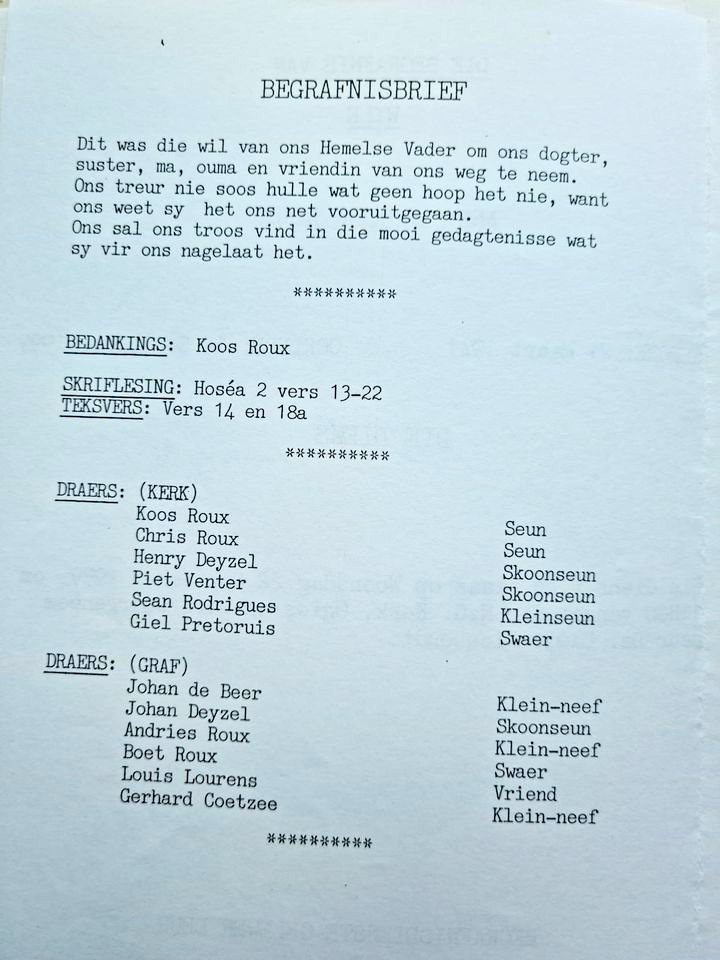 BEGRAFNISBRIEF
Dit was die wil van ons Hemelse Vader om ons dogter,
suster, ma, ouma en vriendin van ons weg te neem.
Ons treur nie soos hulle wat geen hoop het nie, want
ons weet sy het ons net vooruitgegaan.
Ons sal ons troos vind in die mooi gedagtenisse wat
sy vir ons nagelaat het.
**********
BEDANKINGS: Koos Roux
SKRIFLESING: Hoséa 2 vers 13-22
TEKSVERS: Vers 14 en 18a
**********
DRAERS: (KERK)
Koos Roux Seun
Chris Roux Seun
Henry Deyzel Skoonseun
Piet Venter Skoonseun
Sean Rodrigues Kleinseun
Giel Pretoruis Swaer
DRAERS: (GRAF)
Johan de Beer Klein-neef
Johan Deyzel Skoonseun
Andries Roux Klein-neef
Boet Roux Swaer
Louis Lourens Vriend
Gerhard Coetzee Klein-neef
**********